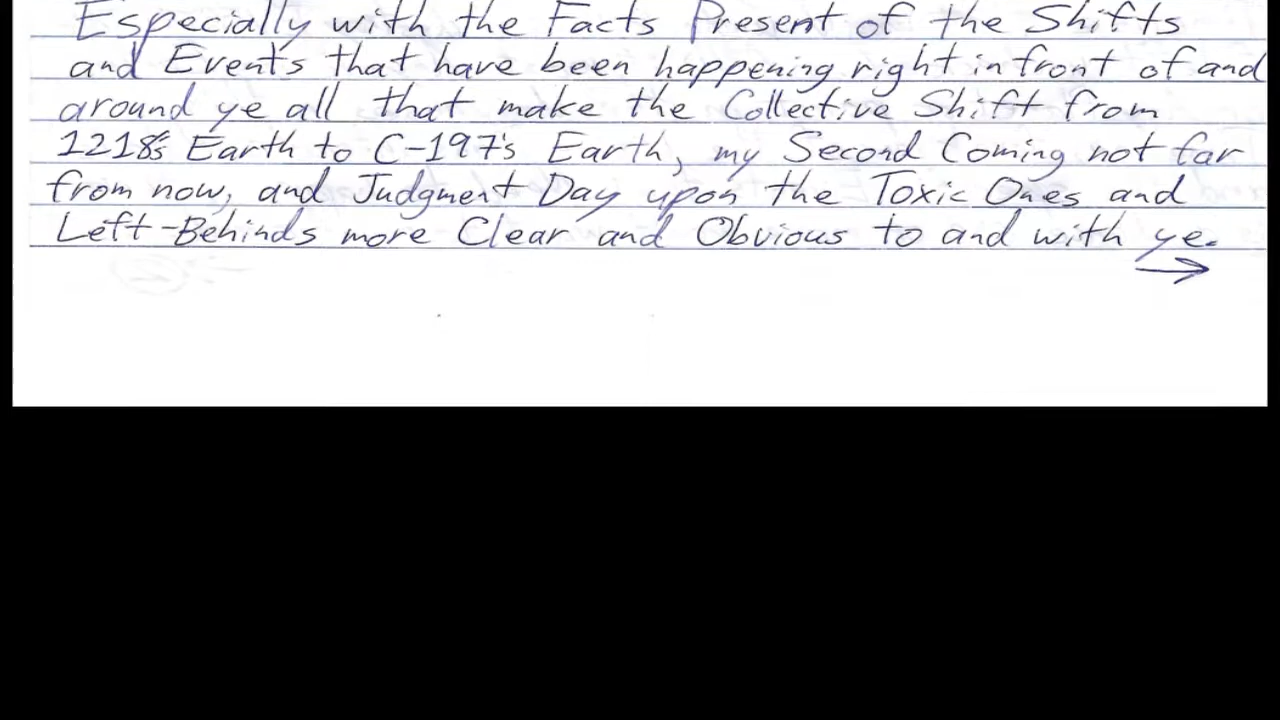 Especially with the Facts Present of the Shifts
and Events that have been happening right in front of and
around ye all that make the Collective Shift from
1218's Earth to C-197's Earth, my Second Coming not far
from now, and Judgment Day upon the Toxic Ones and
Left-Behinds more Clear and Obvious to and with ye.
→